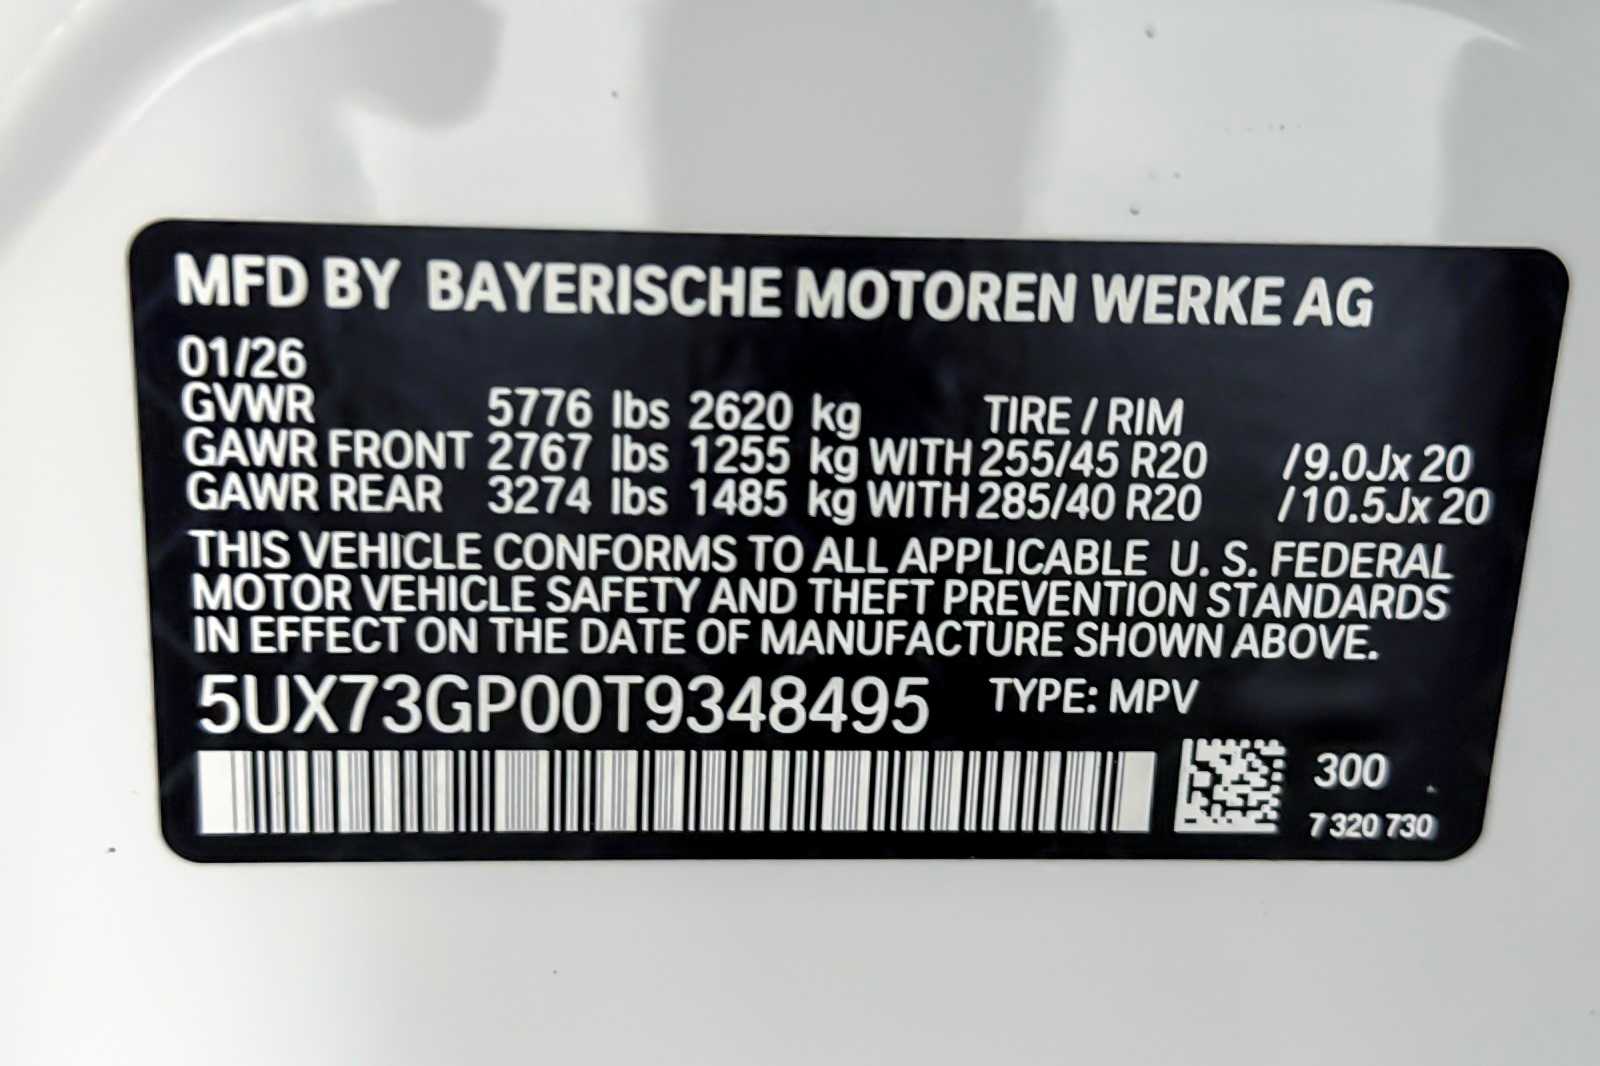 MFD BY BAYERISCHE MOTOREN WERKE AG
01/26
GVWR 5776 lbs 2620 kg TIRE / RIM
GAWR FRONT 2767 lbs 1255 kg WITH 255/45 R20 /9.0Jx 20
GAWR REAR 3274 lbs 1485 kg WITH 285/40 R20 /10.5Jx 20
THIS VEHICLE CONFORMS TO ALL APPLICABLE U. S. FEDERAL
MOTOR VEHICLE SAFETY AND THEFT PREVENTION STANDARDS
IN EFFECT ON THE DATE OF MANUFACTURE SHOWN ABOVE.
5UX73GP00T9348495 TYPE: MPV
300
7 320 730